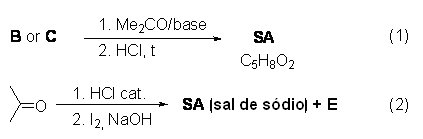 B or C 1. Me2CO/base 2. HCl, t SA C5H8O2 (1)
=O 1. HCl cat. 2. I2, NaOH SA (sal de sódio) + E (2)